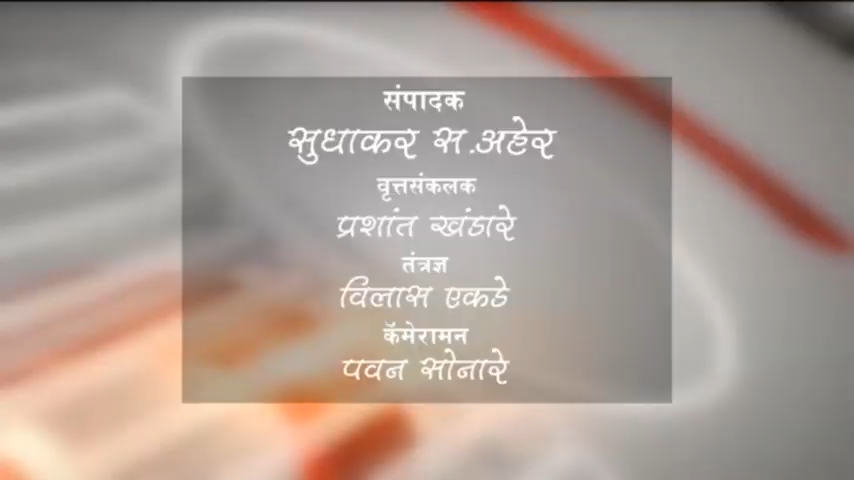 संपादक
सुधाकर स.अहेर
वृत्तसंकलक
प्रशांत खंडारे
तंत्रज्ञ
विलास एकडे
कॅमेरामन
पवन सोनारे